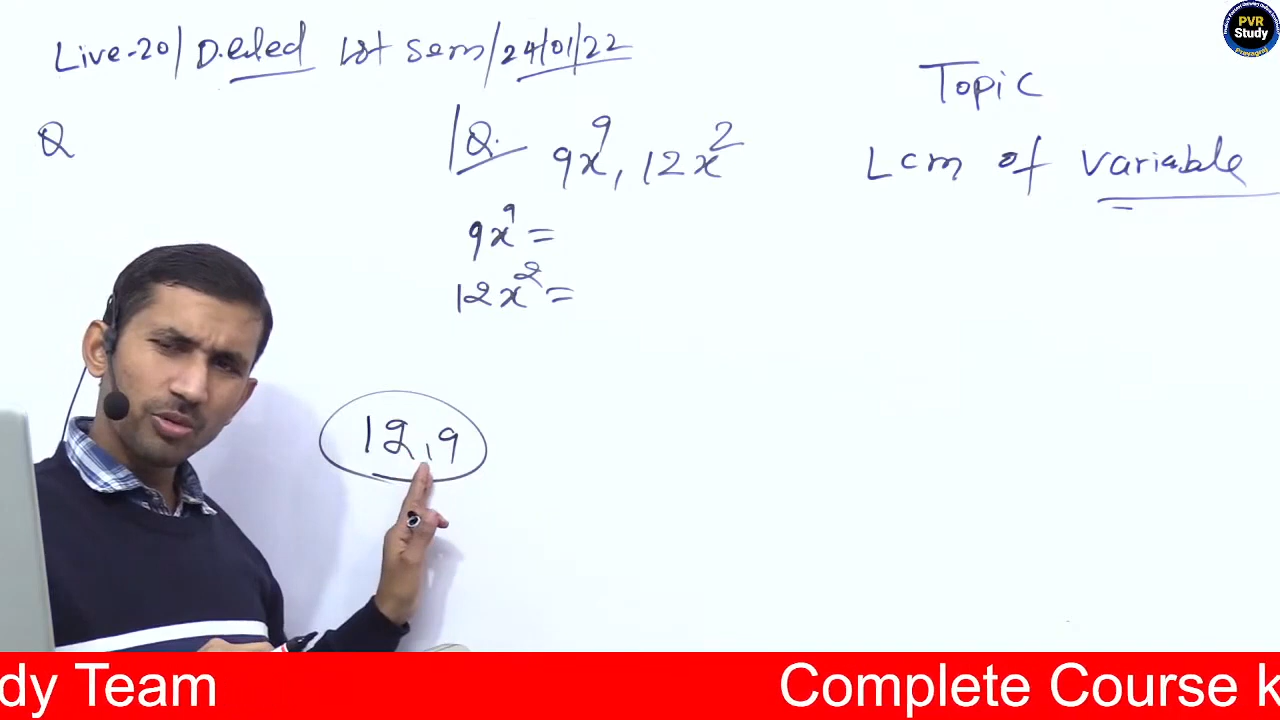 Live-20/ D.eled 1st sem/24/01/22
Topic
Lcm of variable
Q
Q. 9x⁹, 12x²
9x⁹ =
12x² =
12, 9
PVR
Study
Prayagraj
dy Team
Complete Course k